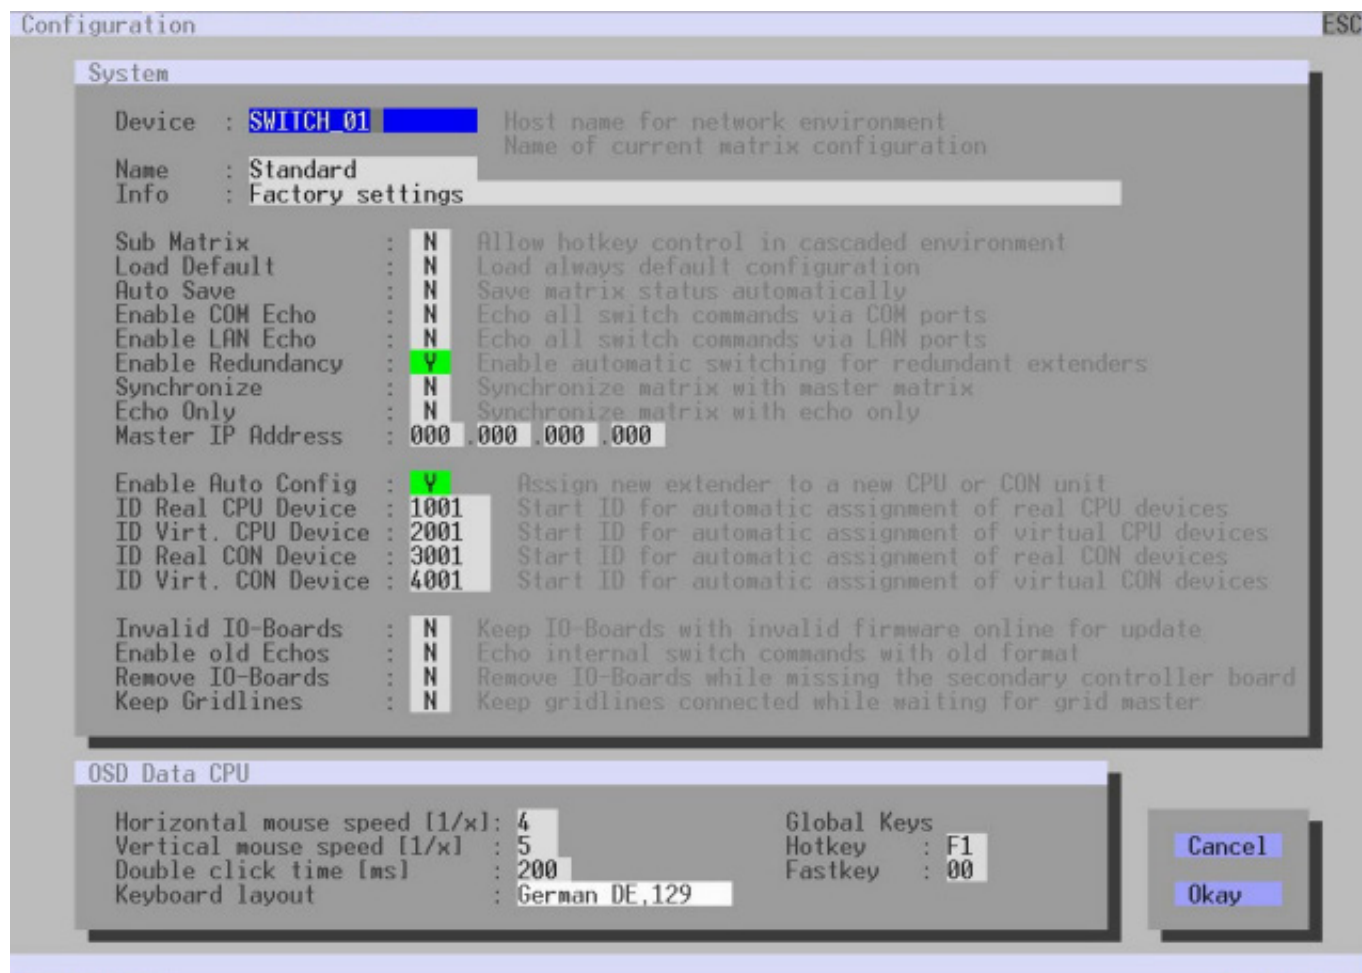 Configuration ESC
System
Device : SWITCH_01 Host name for network environment
Name of current matrix configuration
Name : Standard
Info : Factory settings
Sub Matrix : N Allow hotkey control in cascaded environment
Load Default : N Load always default configuration
Auto Save : N Save matrix status automatically
Enable COM Echo : N Echo all switch commands via COM ports
Enable LAN Echo : N Echo all switch commands via LAN ports
Enable Redundancy : Y Enable automatic switching for redundant extenders
Synchronize : N Synchronize matrix with master matrix
Echo Only : N Synchronize matrix with echo only
Master IP Address : 000 .000 .000 .000
Enable Auto Config : Y Assign new extender to a new CPU or CON unit
ID Real CPU Device : 1001 Start ID for automatic assignment of real CPU devices
ID Virt. CPU Device : 2001 Start ID for automatic assignment of virtual CPU devices
ID Real CON Device : 3001 Start ID for automatic assignment of real CON devices
ID Virt. CON Device : 4001 Start ID for automatic assignment of virtual CON devices
Invalid IO-Boards : N Keep IO-Boards with invalid firmware online for update
Enable old Echos : N Echo internal switch commands with old format
Remove IO-Boards : N Remove IO-Boards while missing the secondary controller board
Keep Gridlines : N Keep gridlines connected while waiting for grid master
OSD Data CPU
Horizontal mouse speed [1/x]: 4 Global Keys
Vertical mouse speed [1/x] : 5 Hotkey : F1 Cancel
Double click time [ms] : 200 Fastkey : 00
Keyboard layout : German DE,129 Okay